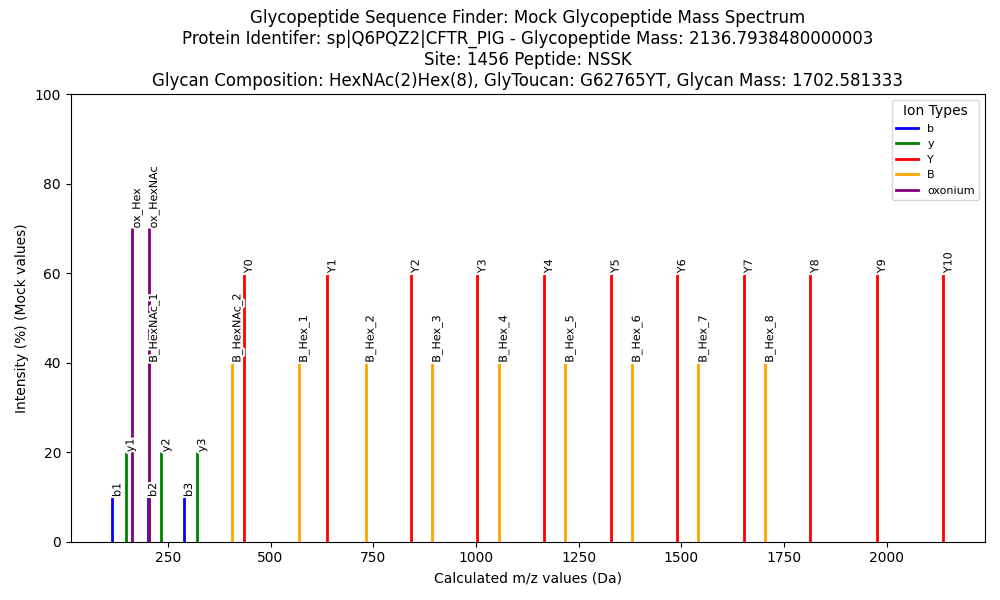 Glycopeptide Sequence Finder: Mock Glycopeptide Mass Spectrum
Protein Identifer: sp|Q6PQZ2|CFTR_PIG - Glycopeptide Mass: 2136.7938480000003
Site: 1456 Peptide: NSSK
Glycan Composition: HexNAc(2)Hex(8), GlyToucan: G62765YT, Glycan Mass: 1702.581333
Intensity (%) (Mock values)
100
80
60
40
20
0
Ion Types
b
y
Y
B
oxonium
b1
y1
ox_Hex
b2
B_HexNAc_1
ox_HexNAc
y2
b3
y3
B_HexNAc_2
Y0
B_Hex_1
Y1
B_Hex_2
Y2
B_Hex_3
Y3
B_Hex_4
Y4
B_Hex_5
Y5
B_Hex_6
Y6
B_Hex_7
Y7
B_Hex_8
Y8
Y9
Y10
250
500
750
1000
1250
1500
1750
2000
Calculated m/z values (Da)